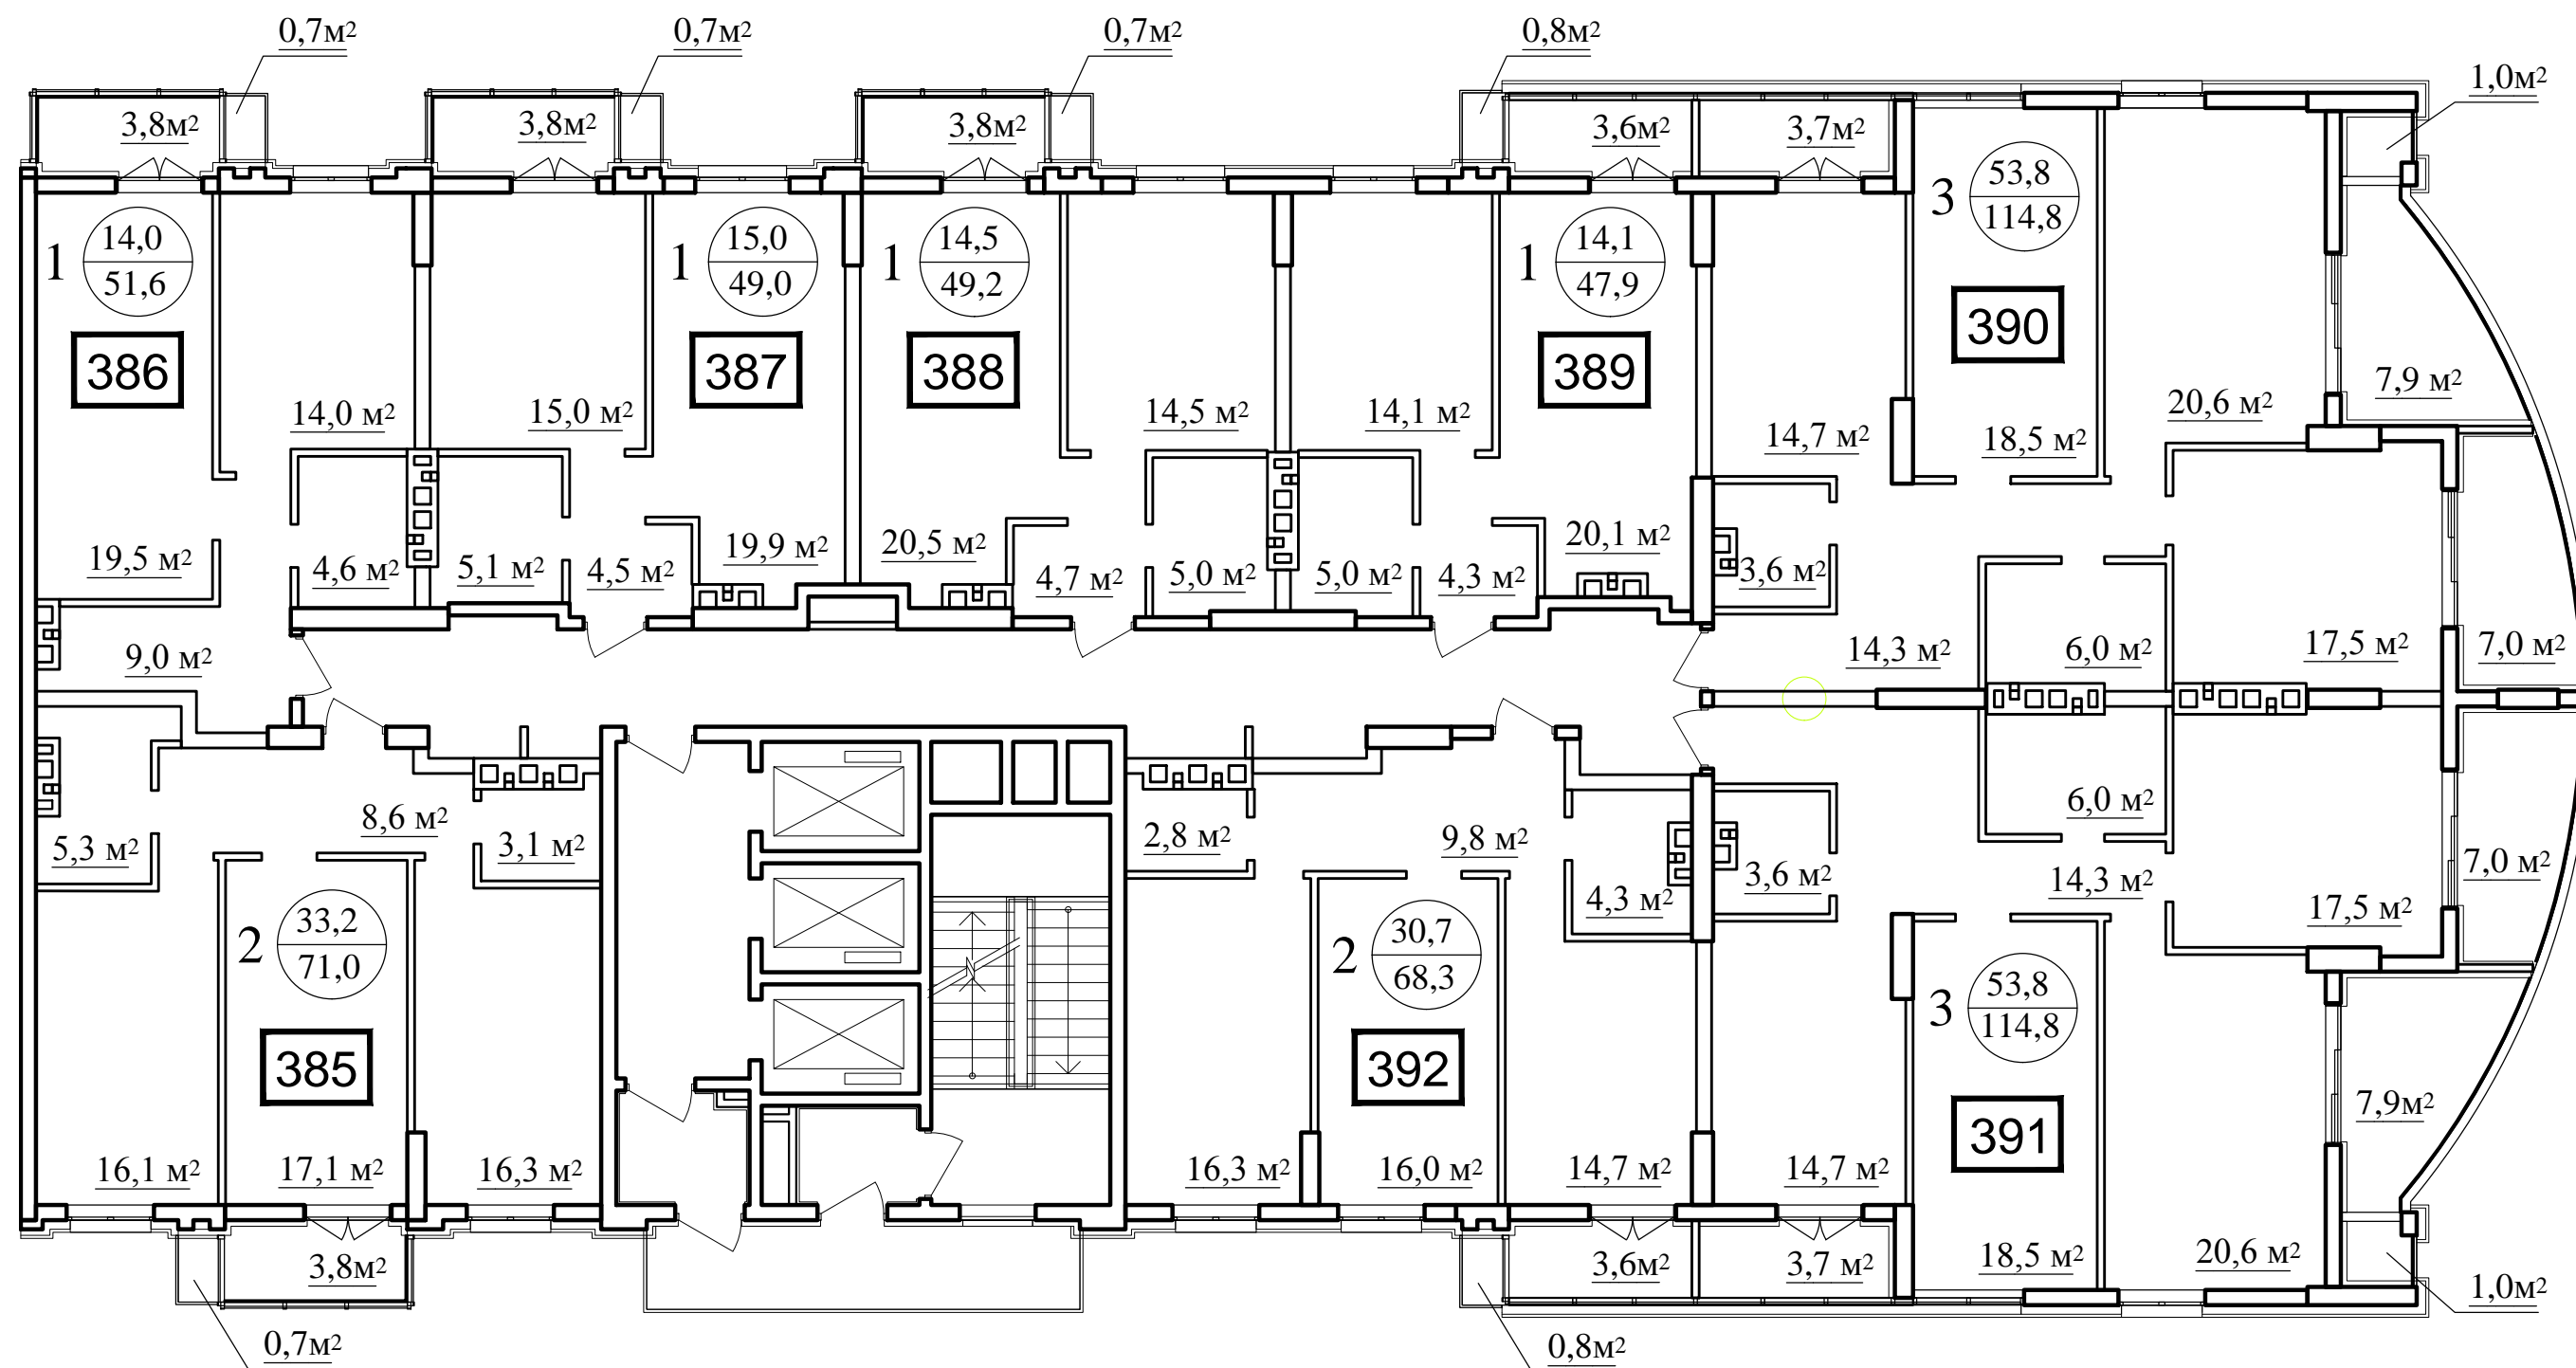 0,7м²
0,7м²
0,7м²
0,8м²
1,0м²
3,8м²
3,8м²
3,8м²
3,6м²
3,7м²
1
14,0
51,6
386
15,0 м²
1
15,0
49,0
387
1
14,5
49,2
388
1
14,1
47,9
389
3
53,8
114,8
390
14,0 м²
14,5 м²
14,1 м²
14,7 м²
18,5 м²
20,6 м²
7,9 м²
19,5 м²
4,6 м²
5,1 м²
4,5 м²
19,9 м²
20,5 м²
4,7 м²
5,0 м²
5,0 м²
4,3 м²
20,1 м²
3,6 м²
9,0 м²
14,3 м²
6,0 м²
17,5 м²
7,0 м²
5,3 м²
8,6 м²
3,1 м²
2,8 м²
9,8 м²
4,3 м²
3,6 м²
6,0 м²
14,3 м²
17,5 м²
7,0 м²
2
33,2
71,0
385
2
30,7
68,3
392
3
53,8
114,8
391
7,9м²
16,1 м²
17,1 м²
16,3 м²
16,3 м²
16,0 м²
14,7 м²
14,7 м²
18,5 м²
20,6 м²
3,8м²
3,6м²
3,7 м²
1,0м²
0,7м²
0,8м²